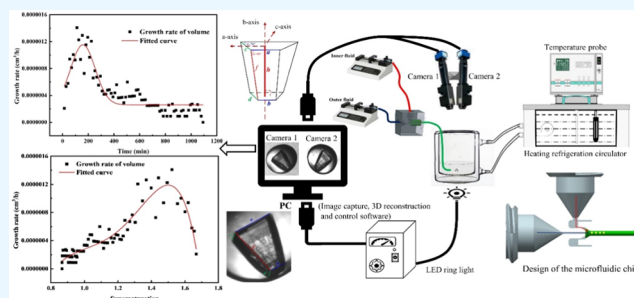 0.0000016
0.0000012
0.0000008
0.0000004
0.0000000
Growth rate of volume (cm³/h)
Growth rate of volume
Fitted curve
0 200 400 600 800 1000 1200
Time (min)
0.0000016
0.0000012
0.0000008
0.0000004
0.0000000
Growth rate of volume (cm³/h)
Growth rate of volume
Fitted curve
0.8 1.0 1.2 1.4 1.6 1.8
b-axis
a-axis
c-axis
a
h
d
b
Inner fluid
Outer fluid
Camera 1
Camera 2
Temperature probe
Heating refrigeration circulator
Camera 1 Camera 2
PC
(Image capture, 3D reconstruction
and control software)
LED ring light
Design of the microfluidic chi